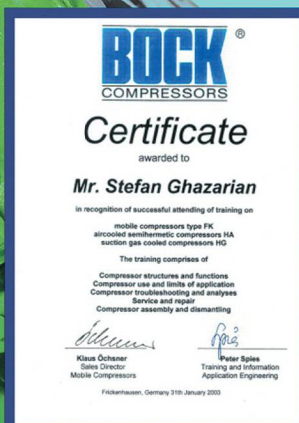 BOCK ®
COMPRESSORS
Certificate
awarded to
Mr. Stefan Ghazarian
in recognition of successful attending of training on
mobile compressors type FK
aircooled semihermetic compressors HA
suction gas cooled compressors HG
The training comprises of
Compressor structures and functions
Compressor use and limits of application
Compressor troubleshooting and analyses
Service and repair
Compressor assembly and dismantling
Klaus Öchsner
Sales Director
Mobile Compressors
Peter Spies
Training and Information
Application Engineering
Frickenhausen, Germany 31th January 2003